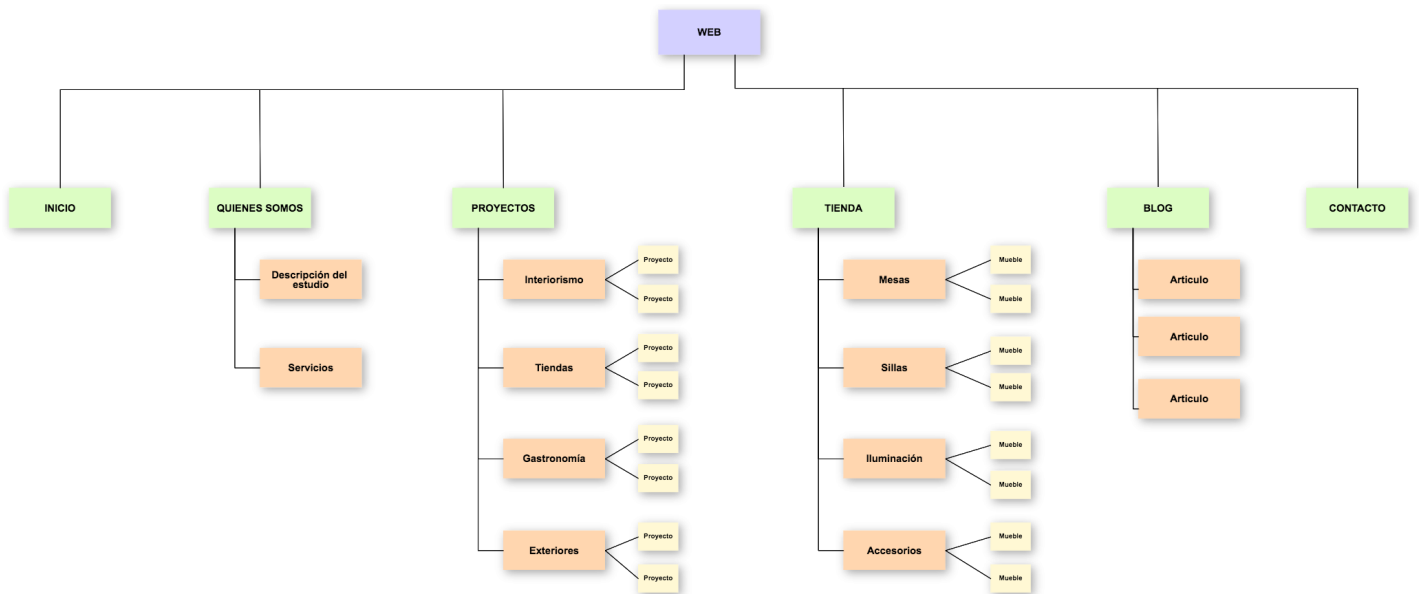 WEB
INICIO
QUIENES SOMOS
PROYECTOS
TIENDA
BLOG
CONTACTO
Descripción del
estudio
Servicios
Interiorismo
Proyecto
Proyecto
Tiendas
Proyecto
Proyecto
Gastronomía
Proyecto
Proyecto
Exteriores
Proyecto
Proyecto
Mesas
Mueble
Mueble
Sillas
Mueble
Mueble
Iluminación
Mueble
Mueble
Accesorios
Mueble
Mueble
Articulo
Articulo
Articulo